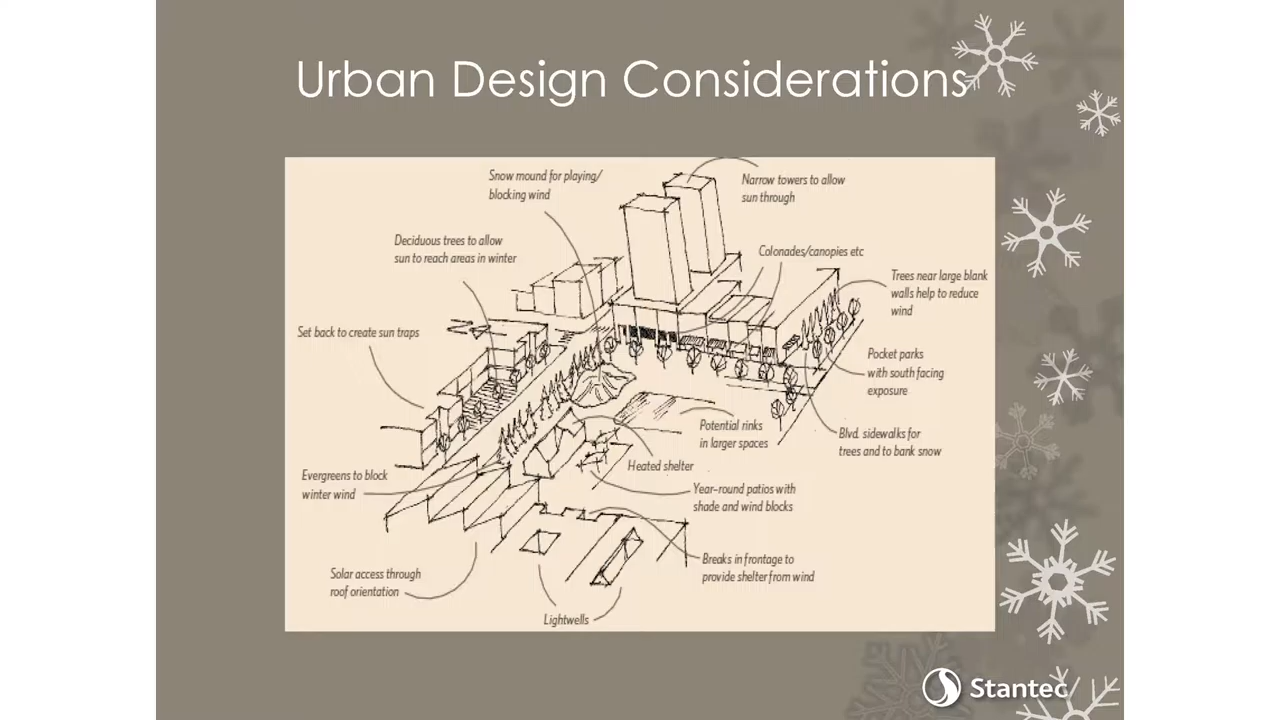 Urban Design Considerations
Snow mound for playing/
blocking wind
Narrow towers to allow
sun through
Deciduous trees to allow
sun to reach areas in winter
Colonades/canopies etc
Trees near large blank
walls help to reduce
wind
Set back to create sun traps
Pocket parks
with south facing
exposure
Potential rinks
in larger spaces
Blvd. sidewalks for
trees and to bank snow
Heated shelter
Evergreens to block
winter wind
Year-round patios with
shade and wind blocks
Breaks in frontage to
provide shelter from wind
Solar access through
roof orientation
Lightwells
Stantec